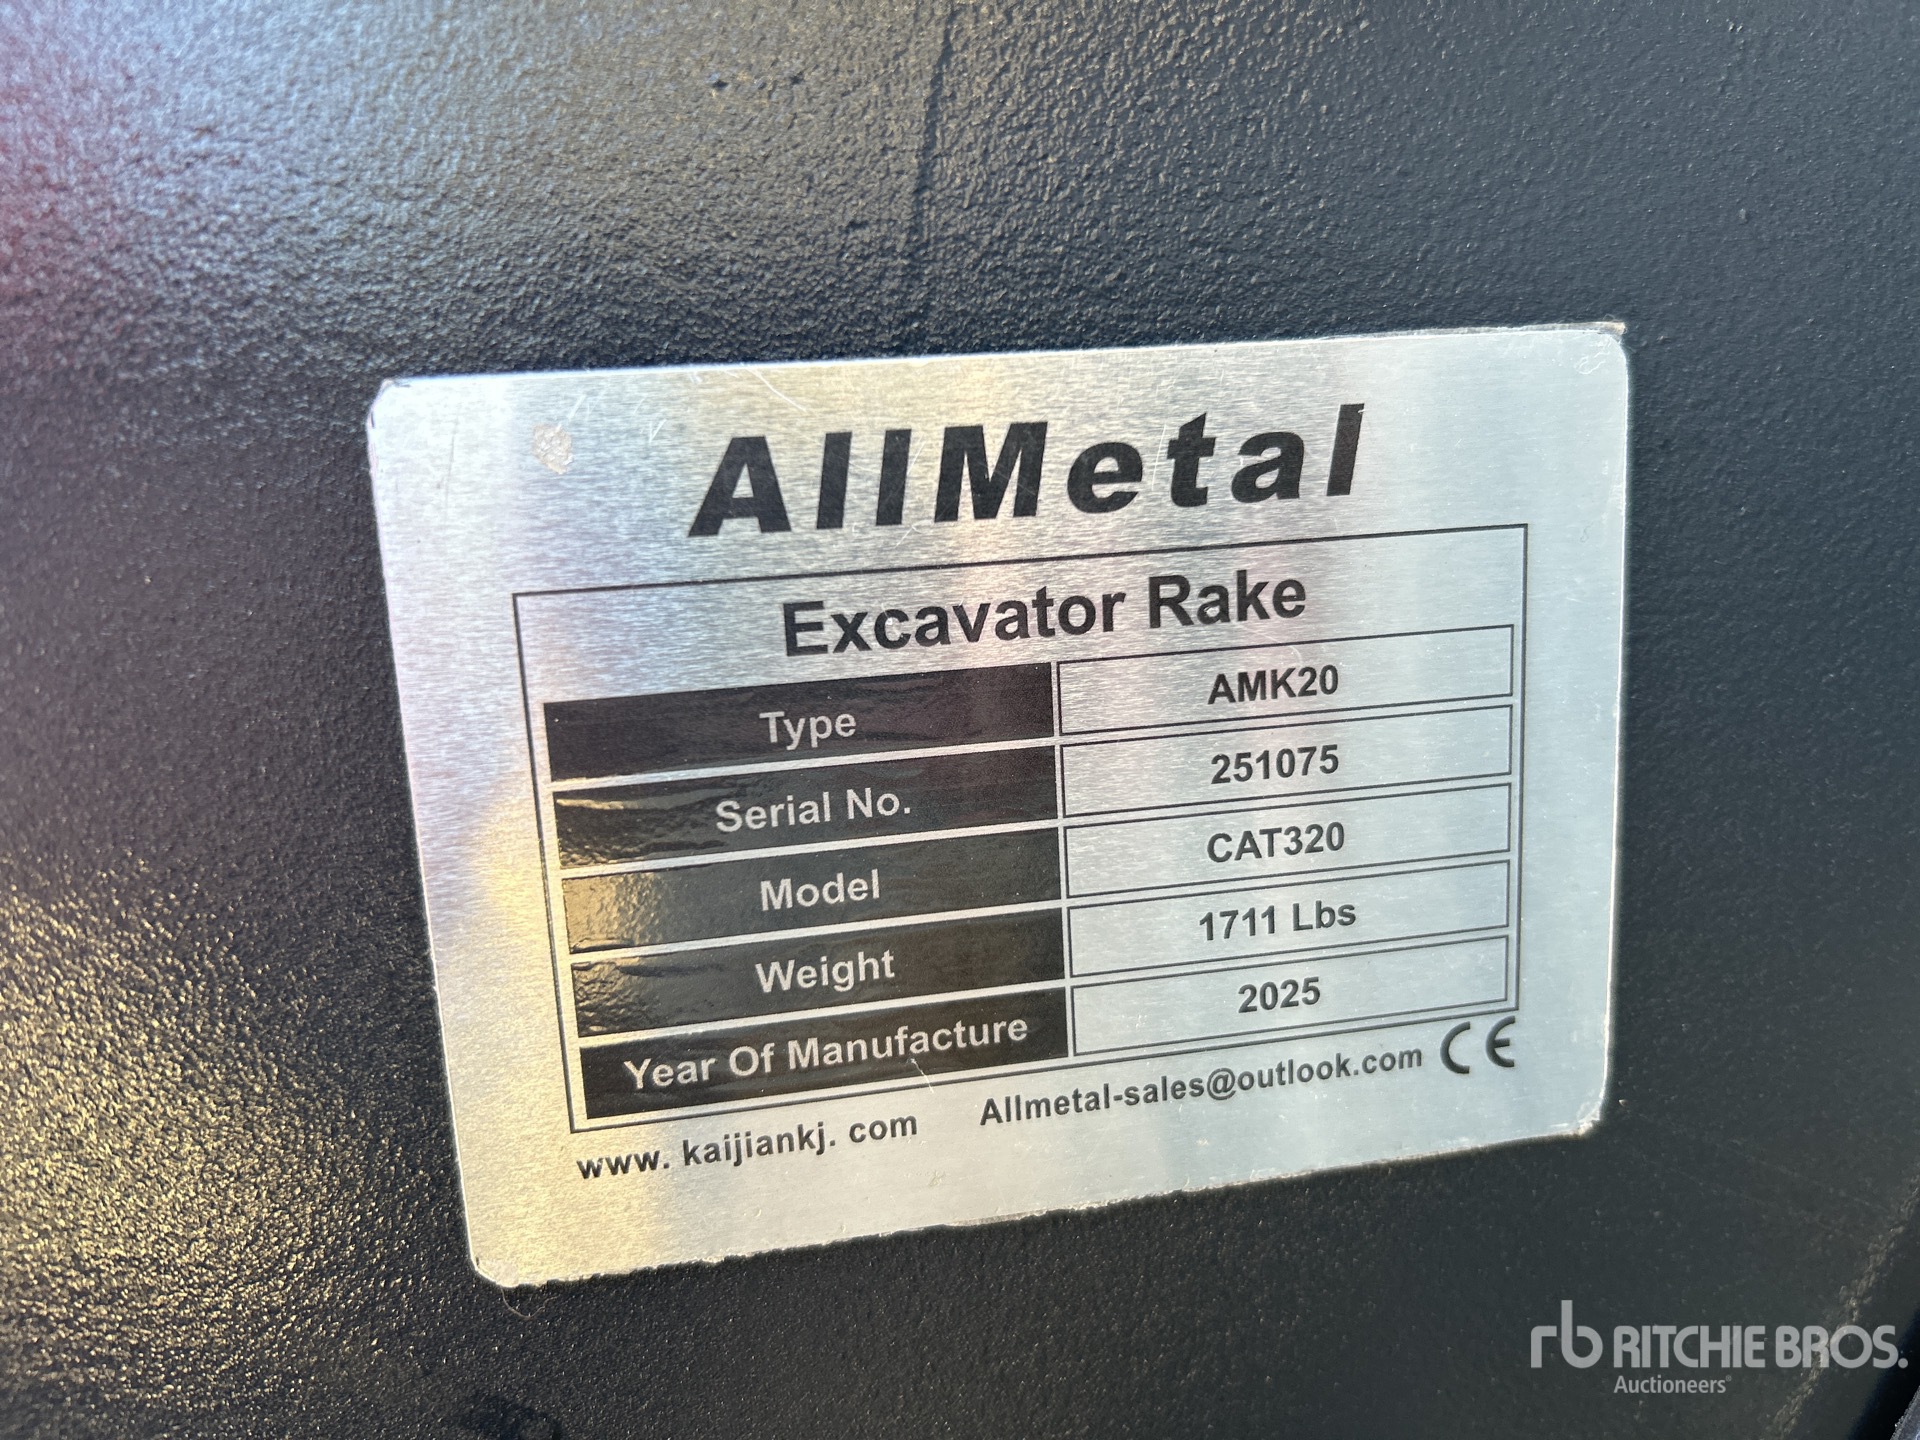 AllMetal
Excavator Rake
Type AMK20
Serial No. 251075
Model CAT320
Weight 1711 Lbs
Year Of Manufacture 2025
www. kaijiankj. com Allmetal-sales@outlook.com CE
rb RITCHIE BROS.
Auctioneers